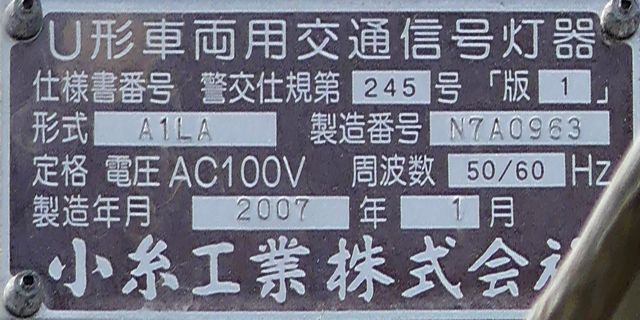 U形車両用交通信号灯器
仕様書番号 警交仕規第 245 号 「版 1 」
形式 A1LA 製造番号 N7A0963
定格 電圧 AC100V 周波数 50/60 Hz
製造年月 2007 年 1 月
小糸工業株式会社